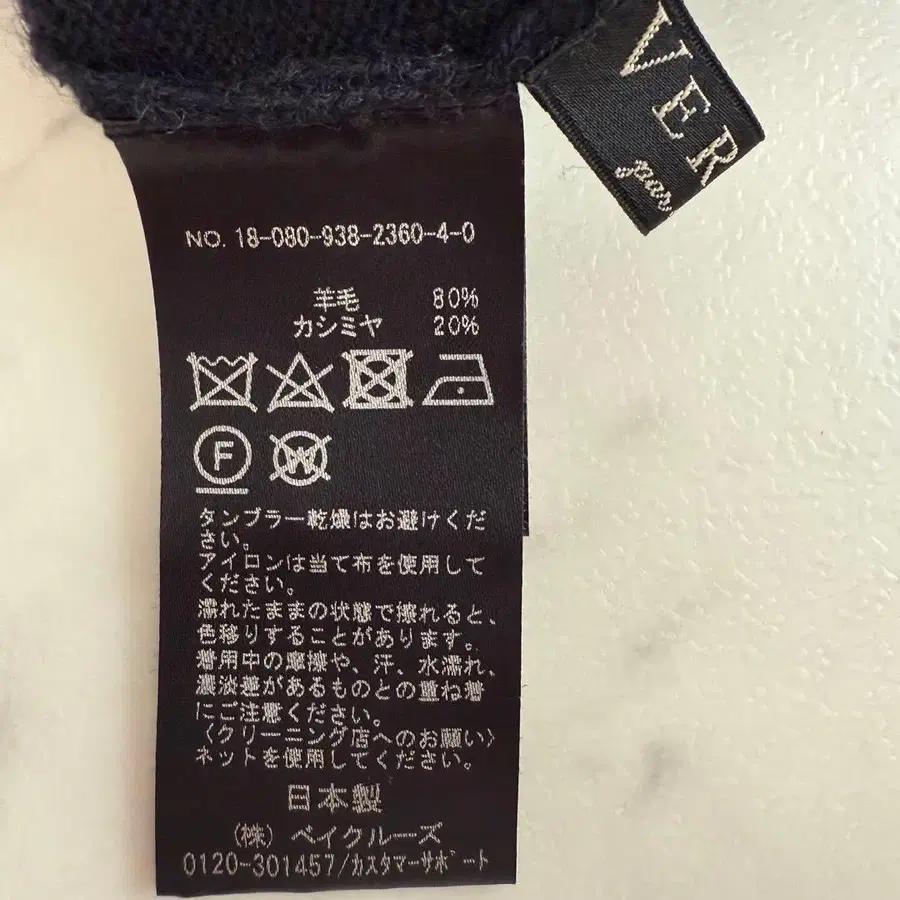 VER
par
NO. 18-080-938-2360-4-0
羊毛 80%
カシミヤ 20%
F
W
タンブラー乾燥はお避けくだ
さい。
アイロンは当て布を使用して
ください。
濡れたままの状態で擦れると、
色移りすることがあります。
着用中の摩擦や、汗、水濡れ、
濃淡差があるものとの重ね着
にご注意ください。
〈クリーニング店へのお願い〉
ネットを使用してください。
日本製
(株) ベイクルーズ
0120-301457/カスタマーサポート